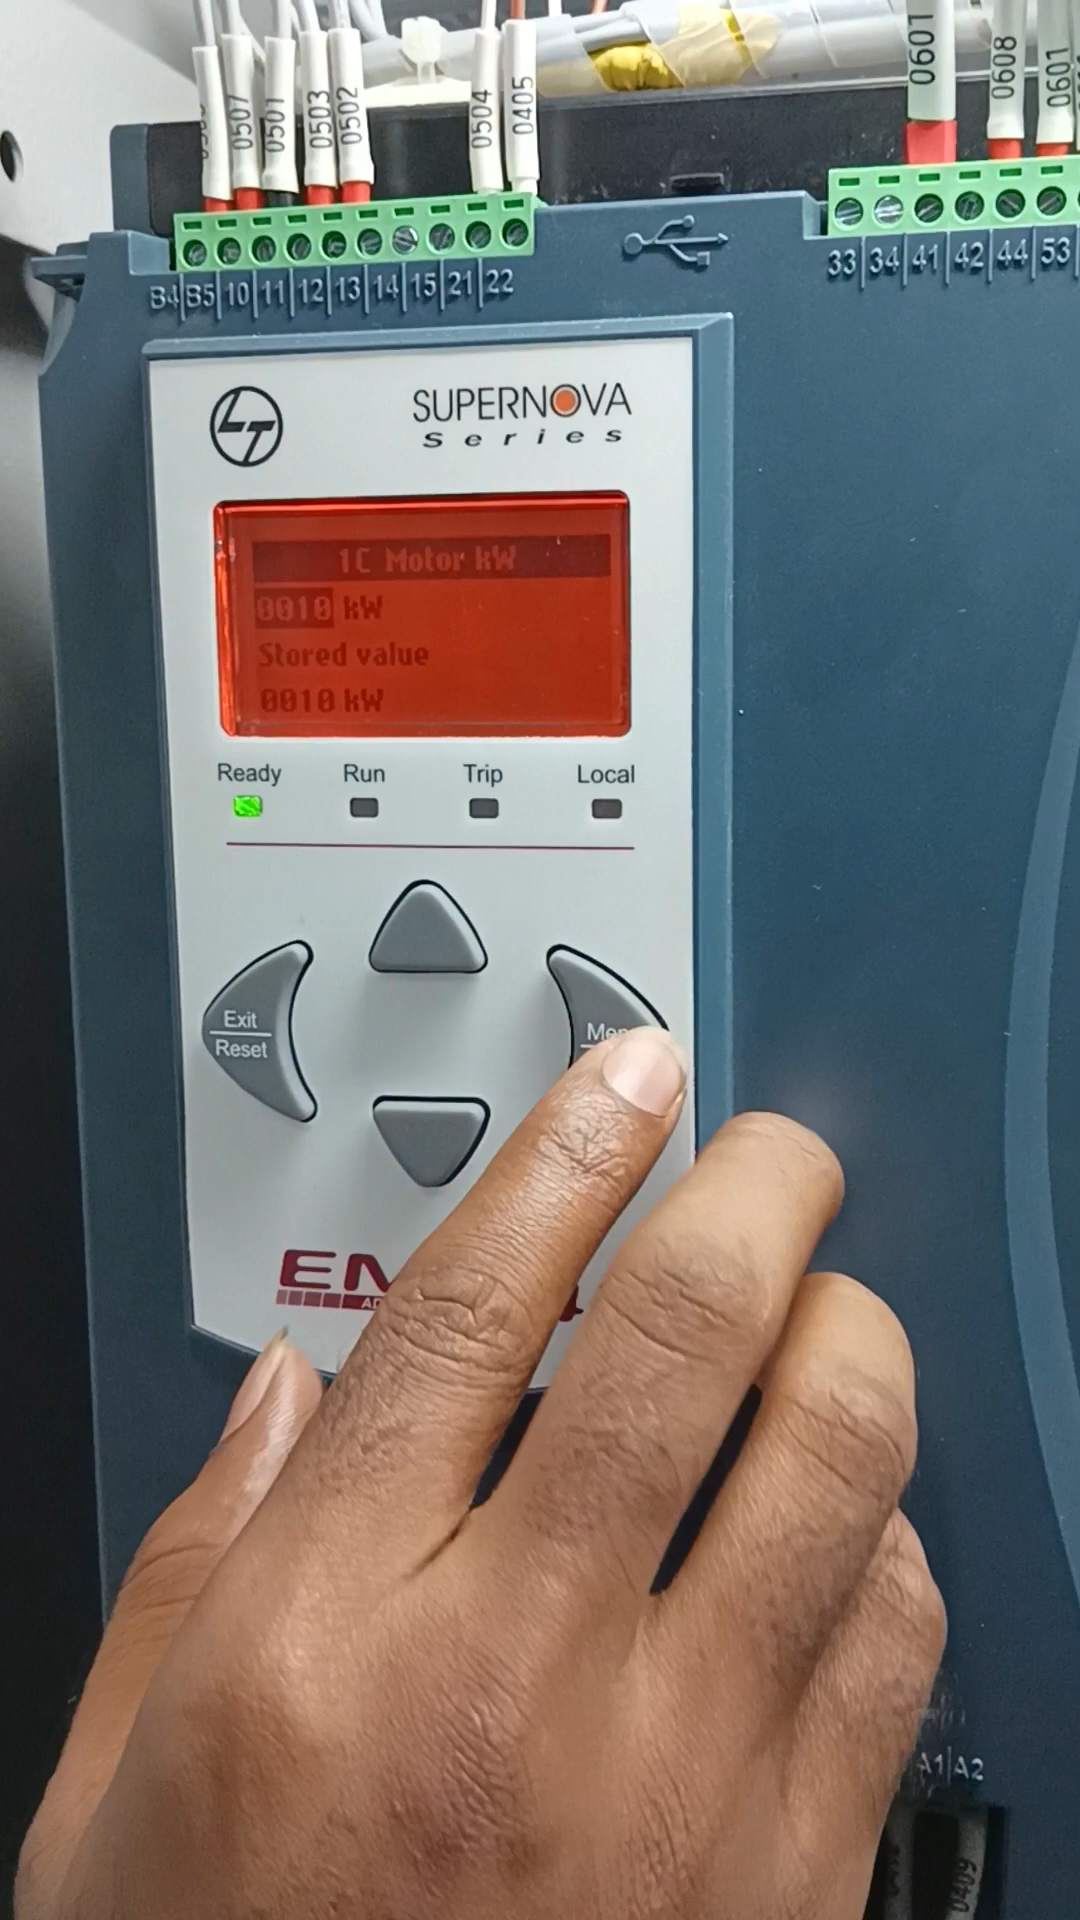 0507
0501
0503
0502
0504
0405
0601
0608
0601
B4 B5 10 11 12 13 14 15 21 22
33 34 41 42 44 53
LT
SUPERNOVA
Series
1C Motor kW
0010 kW
Stored value
0010 kW
Ready Run Trip Local
Exit
Reset
A1 A2
0409